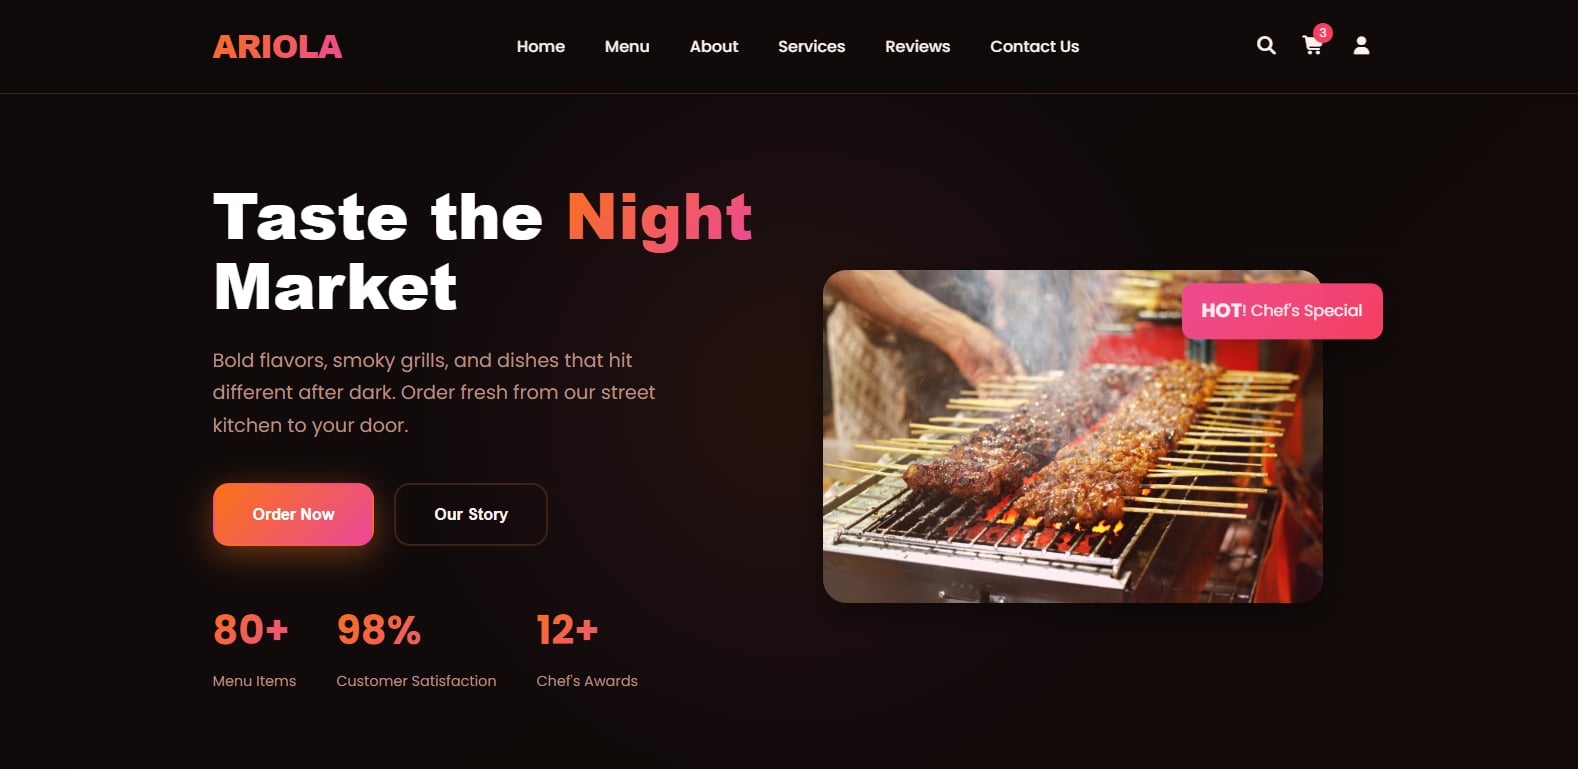 ARIOLA
Home
Menu
About
Services
Reviews
Contact Us
3
Taste the Night
Market
Bold flavors, smoky grills, and dishes that hit
different after dark. Order fresh from our street
kitchen to your door.
Order Now
Our Story
80+
98%
12+
Menu Items
Customer Satisfaction
Chef's Awards
HOT! Chef's Special